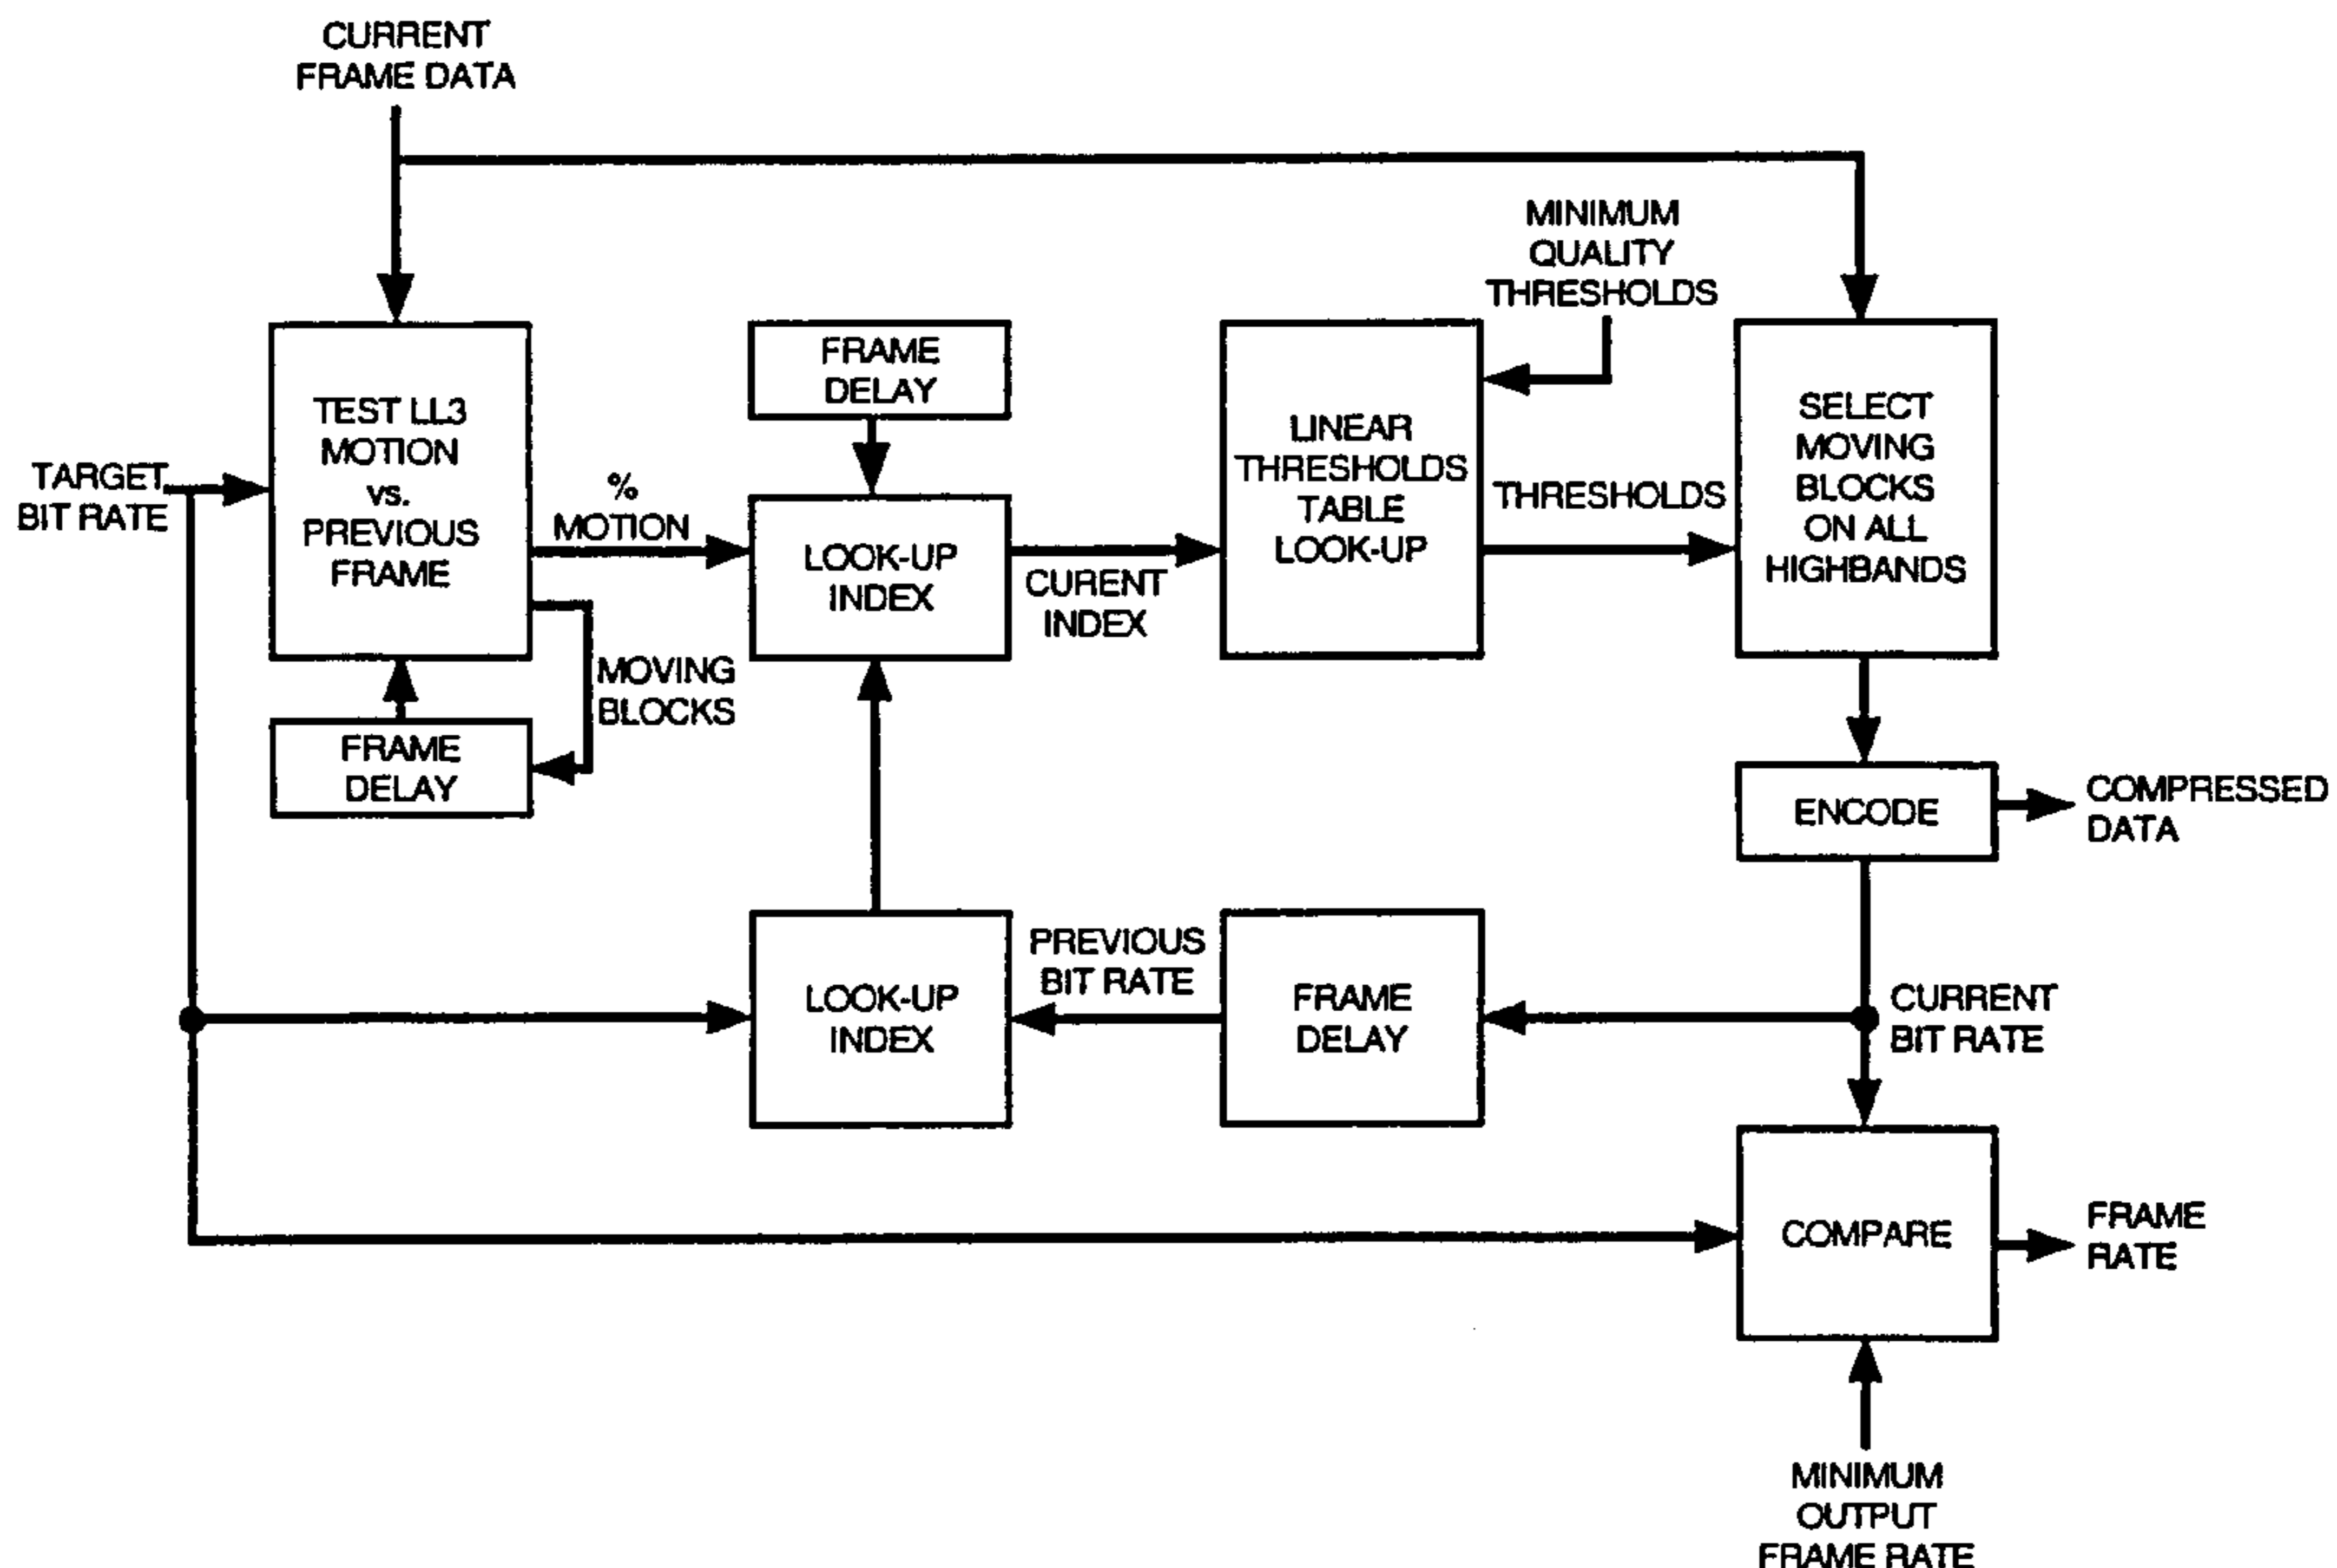 CURRENT
FRAME DATA
MINIMUM
QUALITY
THRESHOLDS
TARGET
BIT RATE
TEST LL3
MOTION
vs.
PREVIOUS
FRAME
%
MOTION
MOVING
BLOCKS
FRAME
DELAY
FRAME
DELAY
LOOK-UP
INDEX
CURENT
INDEX
LINEAR
THRESHOLDS
TABLE
LOOK-UP
THRESHOLDS
SELECT
MOVING
BLOCKS
ON ALL
HIGHBANDS
ENCODE
COMPRESSED
DATA
LOOK-UP
INDEX
PREVIOUS
BIT RATE
FRAME
DELAY
CURRENT
BIT RATE
COMPARE
FRAME
RATE
MINIMUM
OUTPUT
FRAME RATE